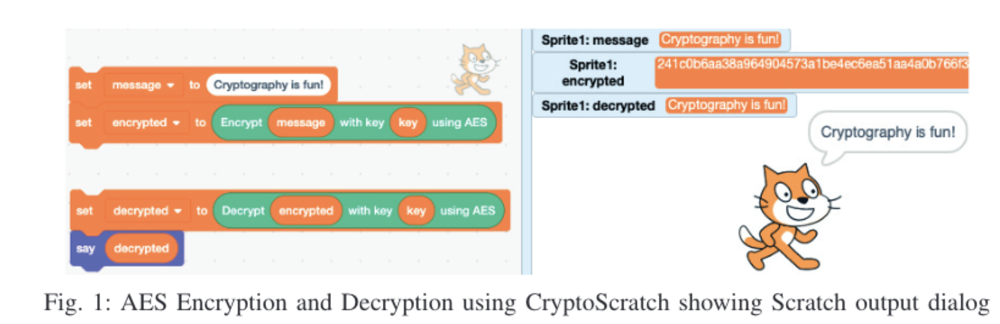 set message to Cryptography is fun!
set encrypted to Encrypt message with key key using AES
set decrypted to Decrypt encrypted with key key using AES
say decrypted
Sprite1: message Cryptography is fun!
Sprite1:
encrypted
241c0b6aa38a964904573a1be4ec6ea51aa4a0b766f3
Sprite1: decrypted Cryptography is fun!
Cryptography is fun!
Fig. 1: AES Encryption and Decryption using CryptoScratch showing Scratch output dialog